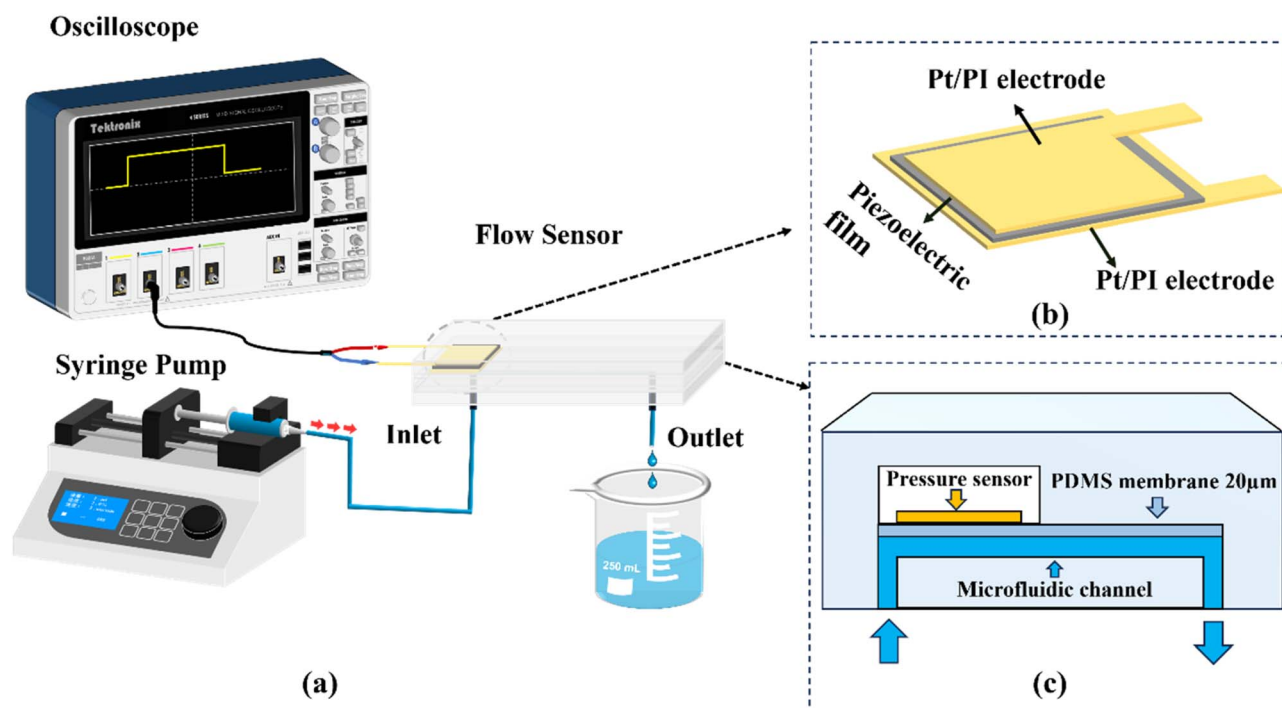 Oscilloscope
Tektronix
Flow Sensor
Syringe Pump
Inlet
Outlet
250 mL
(a)
Pt/PI electrode
Piezoelectric
film
Pt/PI electrode
(b)
Pressure sensor
PDMS membrane 20μm
Microfluidic channel
(c)